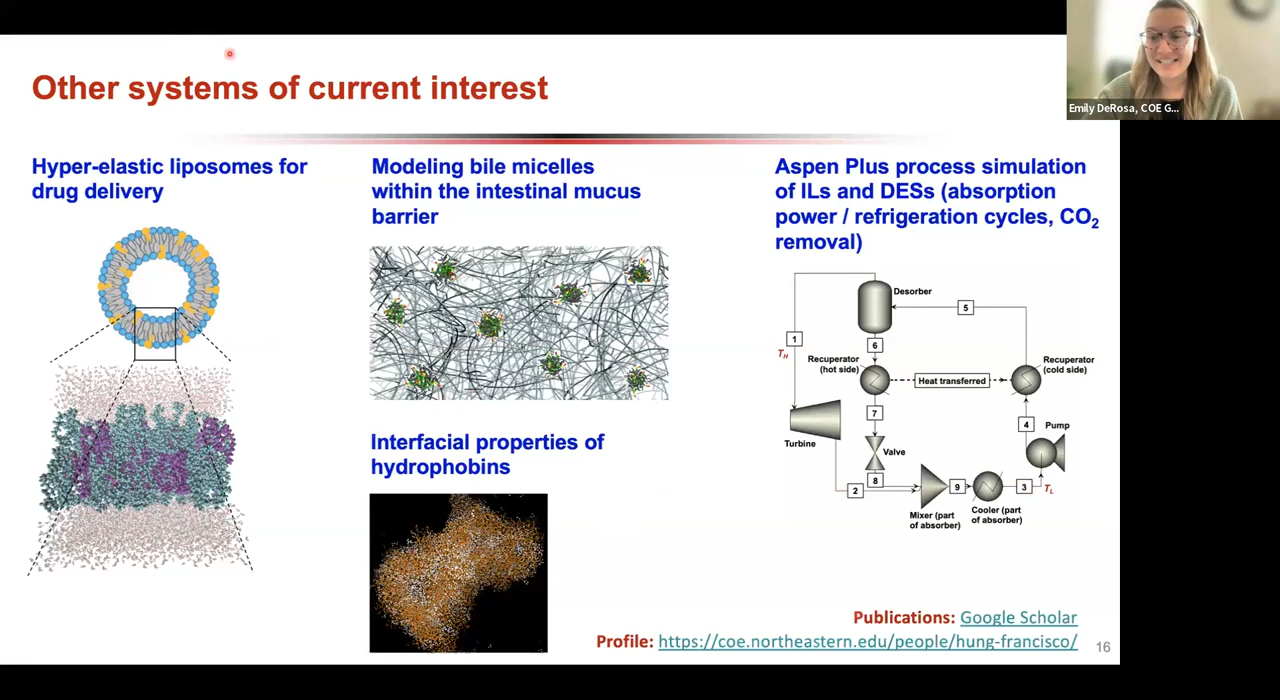 Other systems of current interest
Emily DeRosa, COE G...
Hyper-elastic liposomes for
drug delivery
Modeling bile micelles
within the intestinal mucus
barrier
Interfacial properties of
hydrophobins
Aspen Plus process simulation
of ILs and DESs (absorption
power / refrigeration cycles, CO2
removal)
Desorber
5
1
TH
6
Recuperator
(hot side)
Heat transferred
Recuperator
(cold side)
7
4
Pump
Turbine
Valve
8
2
9
3
TL
Mixer (part
of absorber)
Cooler (part
of absorber)
Publications: Google Scholar
Profile: https://coe.northeastern.edu/people/hung-francisco/
16